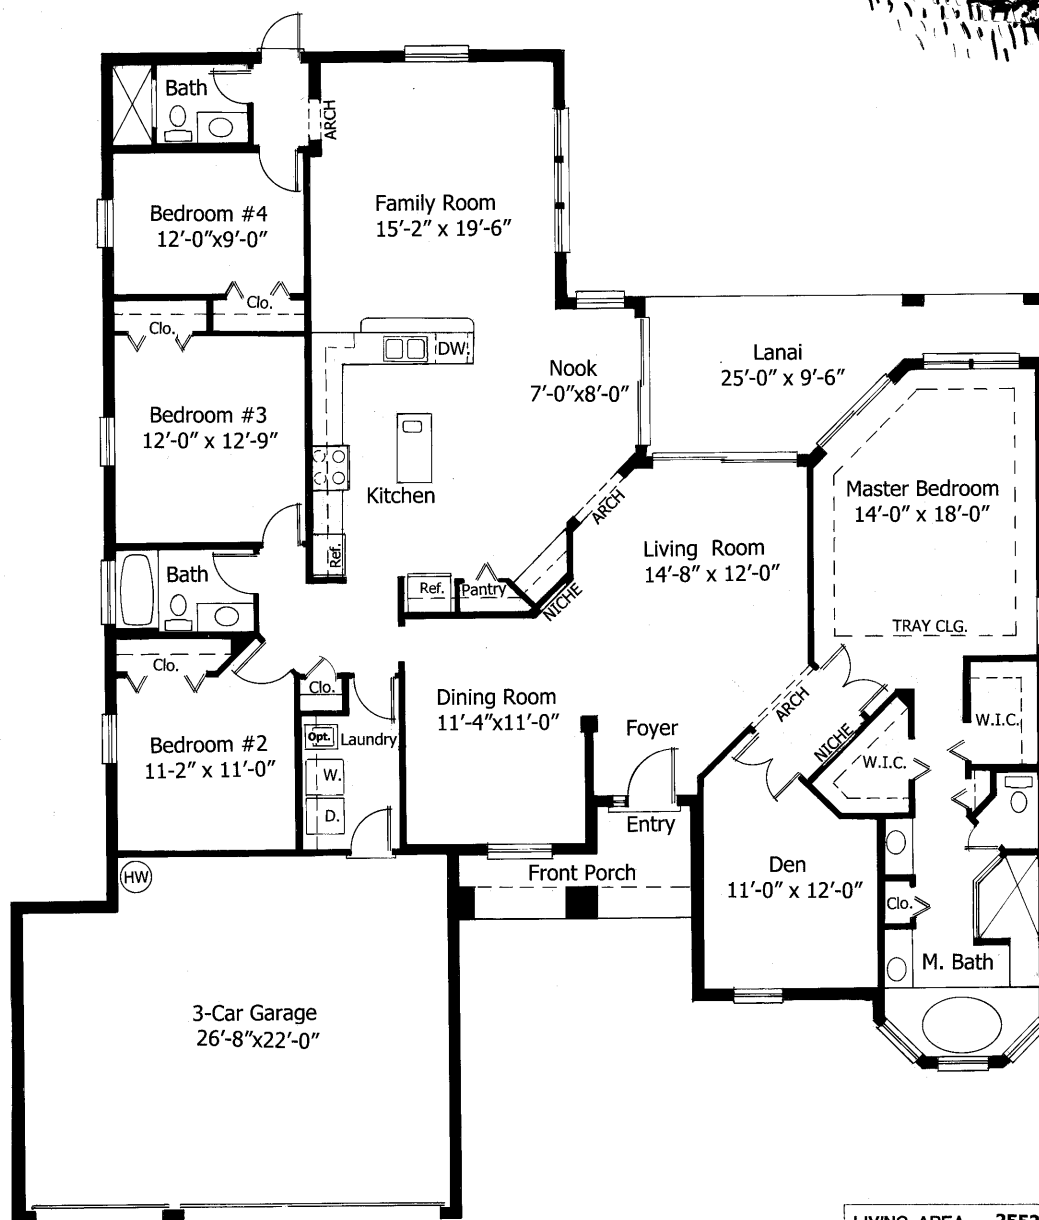 Bath
ARCH
Family Room
15'-2" x 19'-6"
Bedroom #4
12'-0"x9'-0"
Clo.
Clo.
DW.
Nook
7'-0"x8'-0"
Lanai
25'-0" x 9'-6"
Bedroom #3
12'-0" x 12'-9"
Kitchen
Master Bedroom
14'-0" x 18'-0"
ARCH
Ref.
Living Room
14'-8" x 12'-0"
Bath
Ref.
Pantry
NICHE
TRAY CLG.
Clo.
Clo.
Dining Room
11'-4"x11'-0"
ARCH
W.I.C.
Foyer
NICHE
Opt.
Laundry
Bedroom #2
11-2" x 11'-0"
W.
W.I.C.
D.
Entry
HW
Front Porch
Den
11'-0" x 12'-0"
Clo.
M. Bath
3-Car Garage
26'-8"x22'-0"